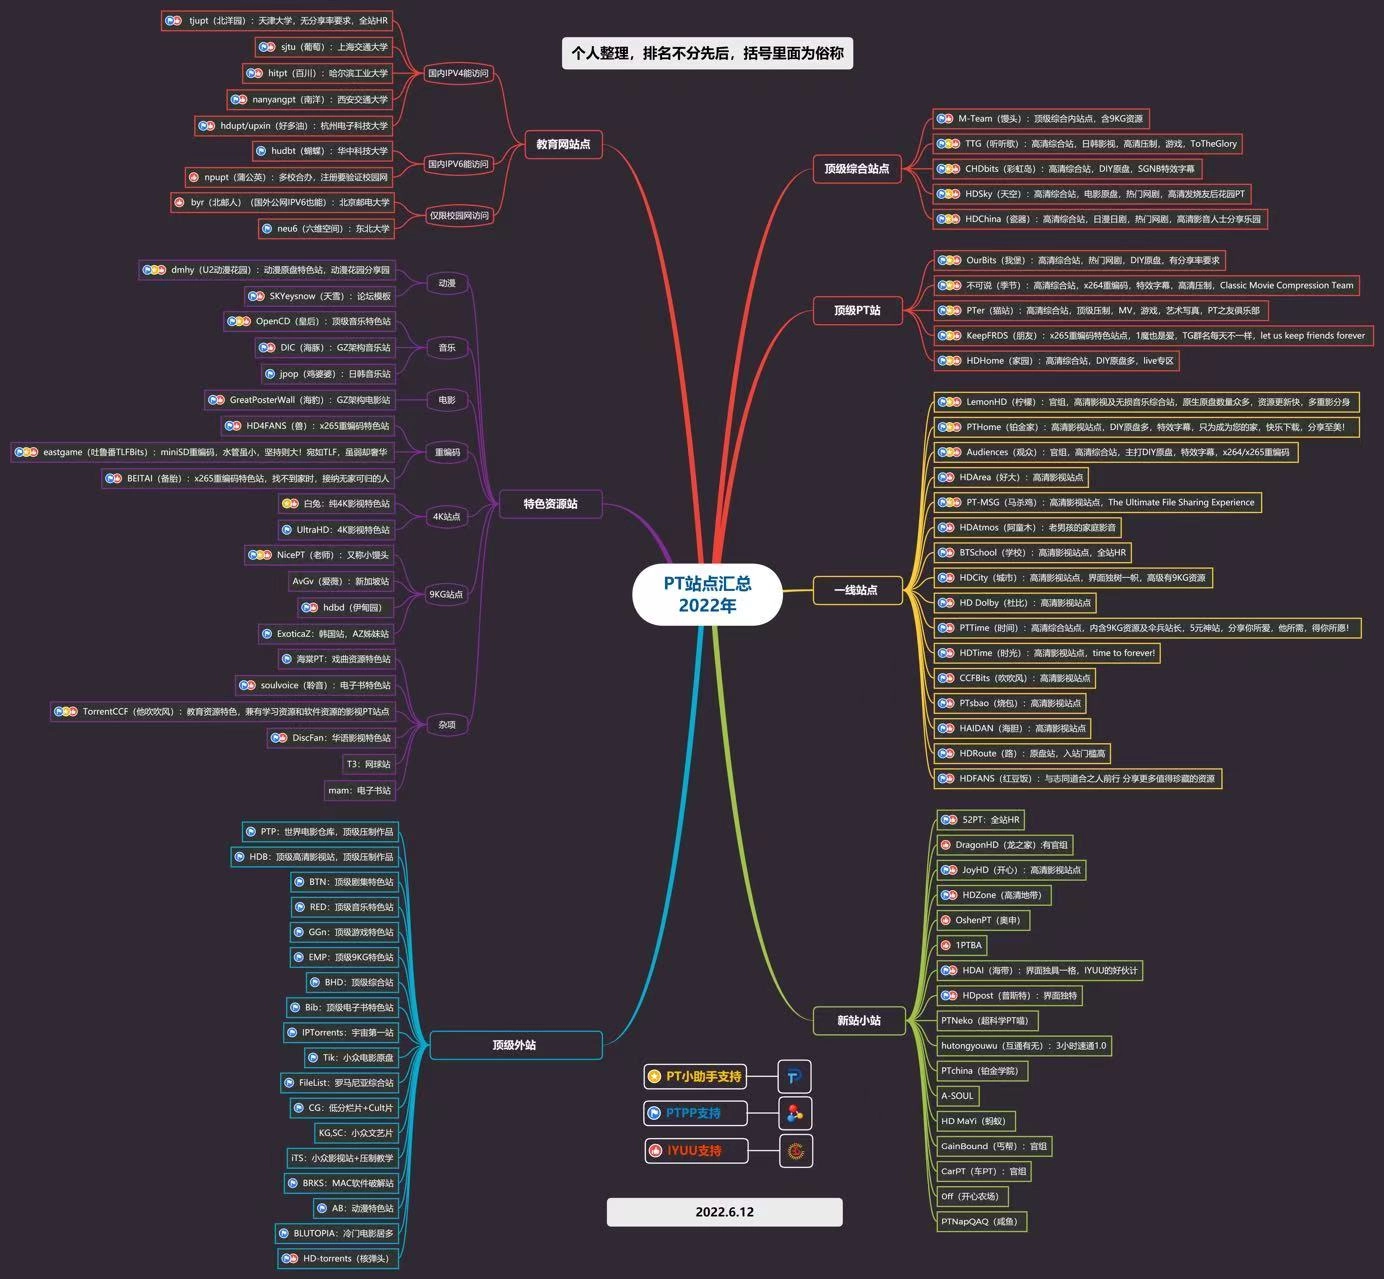 个人整理，排名不分先后，括号里面为俗称
PT站点汇总
2022年
教育网站点
国内IPV4能访问
tjupt（北洋园）：天津大学，无分享率要求，全站HR
sjtu（葡萄）：上海交通大学
hitpt（百川）：哈尔滨工业大学
nanyangpt（南洋）：西安交通大学
hdupt/upxin（好多油）：杭州电子科技大学
国内IPV6能访问
hudbt（蝴蝶）：华中科技大学
npupt（蒲公英）：多校合办，注册要验证校园网
仅限校园网访问
byr（北邮人）（国外公网IPV6也能）：北京邮电大学
neu6（六维空间）：东北大学
特色资源站
动漫
dmhy（U2动漫花园）：动漫原盘特色站，动漫花园分享园
SKYeysnow（天雪）：论坛模板
音乐
OpenCD（皇后）：顶级音乐特色站
DIC（海豚）：GZ架构音乐站
jpop（鸡婆婆）：日韩音乐站
电影
GreatPosterWall（海豹）：GZ架构电影站
重编码
HD4FANS（兽）：x265重编码特色站
eastgame（吐鲁番TLFBits）：miniSD重编码，水管虽小，坚持则大！宛如TLF，虽弱却奢华
BEITAI（备胎）：x265重编码特色站，找不到家时，接纳无家可归的人
4K站点
白兔：纯4K影视特色站
UltraHD：4K影视特色站
9KG站点
NicePT（老师）：又称小馒头
AvGv（爱薇）：新加坡站
hdbd（伊甸园）
ExoticaZ：韩国站，AZ姊妹站
杂项
海棠PT：戏曲资源特色站
soulvoice（聆音）：电子书特色站
TorrentCCF（他吹吹风）：教育资源特色，兼有学习资源和软件资源的影视PT站点
DiscFan：华语影视特色站
T3：网球站
mam：电子书站
顶级外站
PTP：世界电影仓库，顶级压制作品
HDB：顶级高清影视站，顶级压制作品
BTN：顶级剧集特色站
RED：顶级音乐特色站
GGn：顶级游戏特色站
EMP：顶级9KG特色站
BHD：顶级综合站
Bib：顶级电子书特色站
IPTorrents：宇宙第一站
Tik：小众电影原盘
FileList：罗马尼亚综合站
CG：低分烂片+Cult片
KG,SC：小众文艺片
iTS：小众影视站+压制教学
BRKS：MAC软件破解站
AB：动漫特色站
BLUTOPIA：冷门电影居多
HD-torrents（核弹头）
顶级综合站点
M-Team（馒头）：顶级综合内站点，含9KG资源
TTG（听听歌）：高清综合站，日韩影视，高清压制，游戏，ToTheGlory
CHDbits（彩虹岛）：高清综合站，DIY原盘，SGNB特效字幕
HDSky（天空）：高清综合站，电影原盘，热门网剧，高清发烧友后花园PT
HDChina（瓷器）：高清综合站，日漫日剧，热门网剧，高清影音人士分享乐园
顶级PT站
OurBits（我堡）：高清综合站，热门网剧，DIY原盘，有分享率要求
不可说（季节）：高清综合站，x264重编码，特效字幕，高清压制，Classic Movie Compression Team
PTer（猫站）：高清综合站，顶级压制，MV，游戏，艺术写真，PT之友俱乐部
KeepFRDS（朋友）：x265重编码特色站点，1魔也是爱，TG群名每天不一样，let us keep friends forever
HDHome（家园）：高清综合站，DIY原盘多，live专区
一线站点
LemonHD（柠檬）：官组，高清影视及无损音乐综合站，原生原盘数量众多，资源更新快，多重影分身
PTHome（铂金家）：高清影视站点，DIY原盘多，特效字幕，只为成为您的家，快乐下载，分享至美！
Audiences（观众）：官组，高清综合站，主打DIY原盘，特效字幕，x264/x265重编码
HDArea（好大）：高清影视站点
PT-MSG（马杀鸡）：高清影视站点，The Ultimate File Sharing Experience
HDAtmos（阿童木）：老男孩的家庭影音
BTSchool（学校）：高清影视站点，全站HR
HDCity（城市）：高清影视站点，界面独树一帜，高级有9KG资源
HD Dolby（杜比）：高清影视站点
PTTime（时间）：高清综合站点，内含9KG资源及伞兵站长，5元神站，分享你所爱，他所需，得你所愿！
HDTime（时光）：高清影视站点，time to forever!
CCFBits（吹吹风）：高清影视站点
PTsbao（烧包）：高清影视站点
HAIDAN（海胆）：高清影视站点
HDRoute（路）：原盘站，入站门槛高
HDFANS（红豆饭）：与志同道合之人前行 分享更多值得珍藏的资源
新站小站
52PT：全站HR
DragonHD（龙之家）:有官组
JoyHD（开心）：高清影视站点
HDZone（高清地带）
OshenPT（奥申）
1PTBA
HDAI（海带）：界面独具一格，IYUU的好伙计
HDpost（普斯特）：界面独特
PTNeko（超科学PT喵）
hutongyouwu（互通有无）：3小时速通1.0
PTchina（铂金学院）
A-SOUL
HD MaYi（蚂蚁）
GainBound（丐帮）：官组
CarPT（车PT）：官组
0ff（开心农场）
PTNapQAQ（咸鱼）
PT小助手支持
PTPP支持
IYUU支持
2022.6.12